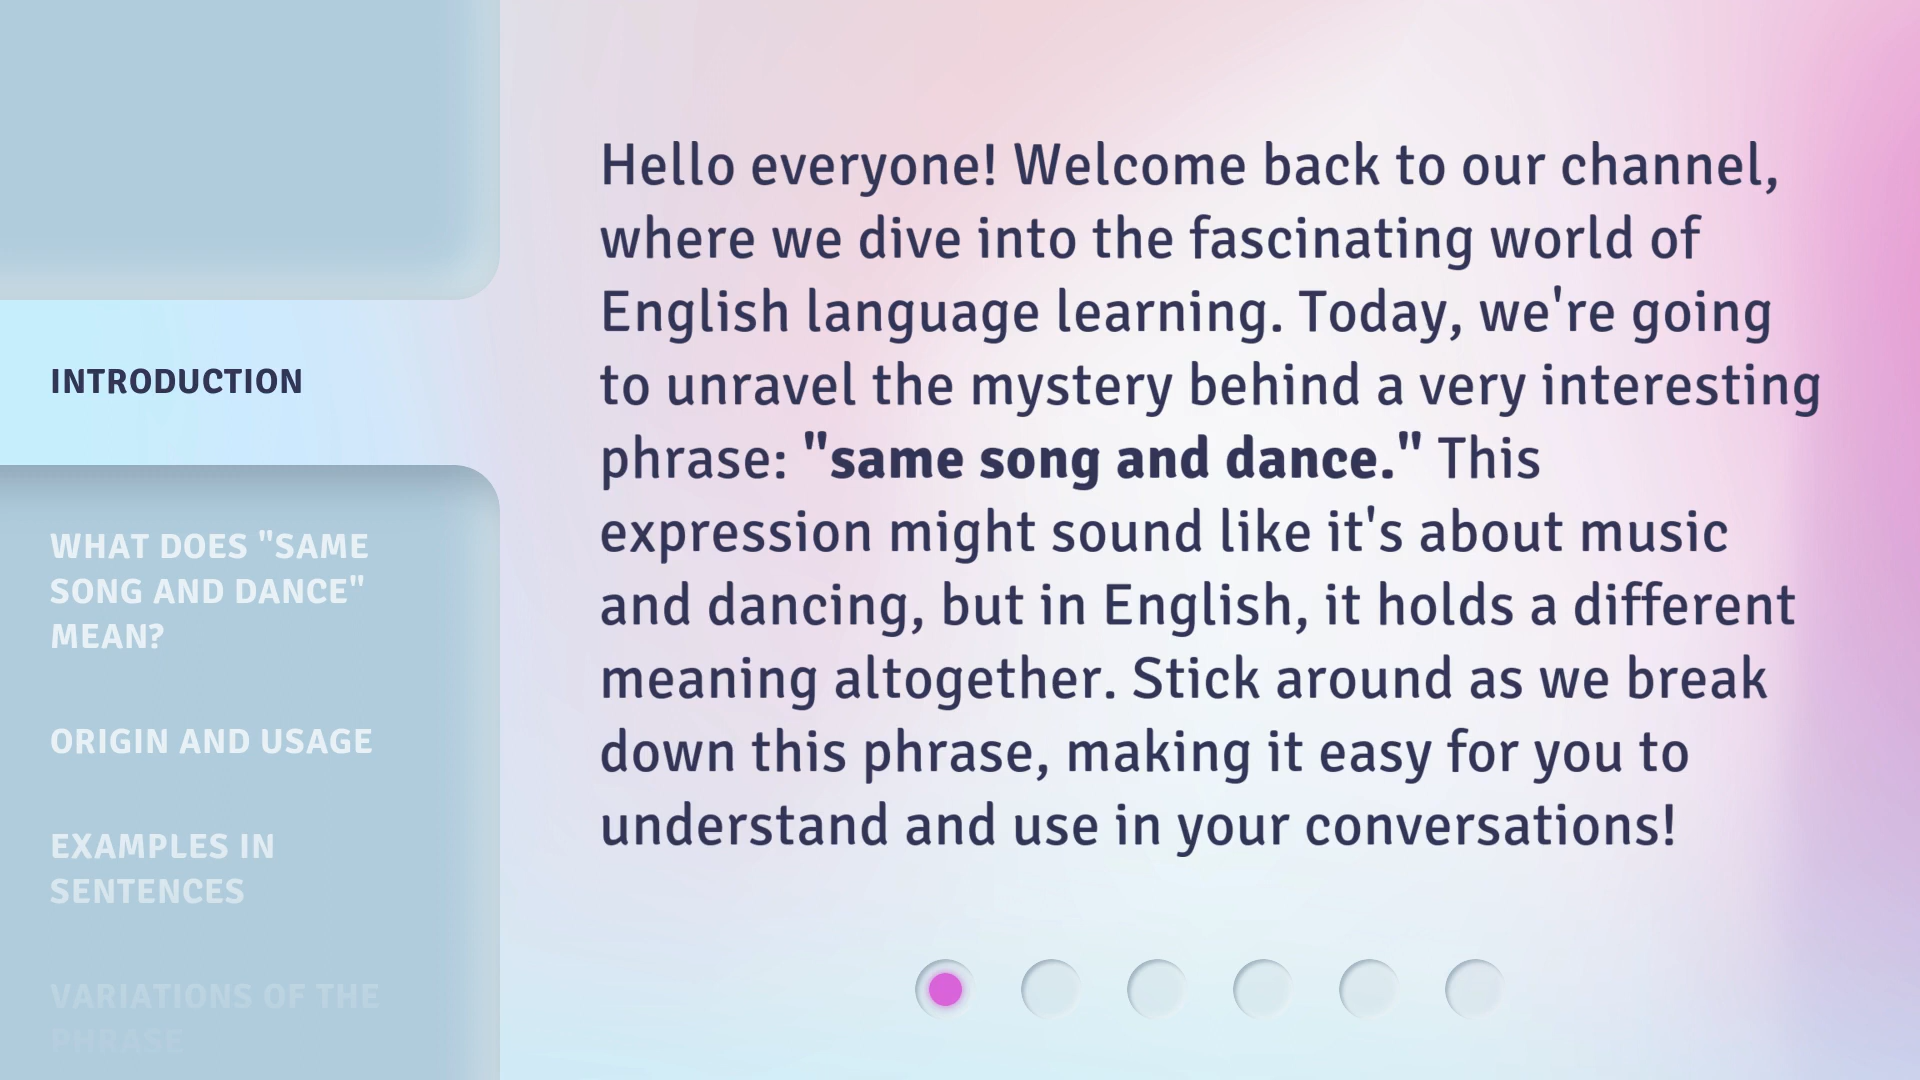 INTRODUCTION
WHAT DOES "SAME
SONG AND DANCE"
MEAN?
ORIGIN AND USAGE
EXAMPLES IN
SENTENCES
VARIATIONS OF THE
PHRASE
Hello everyone! Welcome back to our channel,
where we dive into the fascinating world of
English language learning. Today, we're going
to unravel the mystery behind a very interesting
phrase: "same song and dance." This
expression might sound like it's about music
and dancing, but in English, it holds a different
meaning altogether. Stick around as we break
down this phrase, making it easy for you to
understand and use in your conversations!